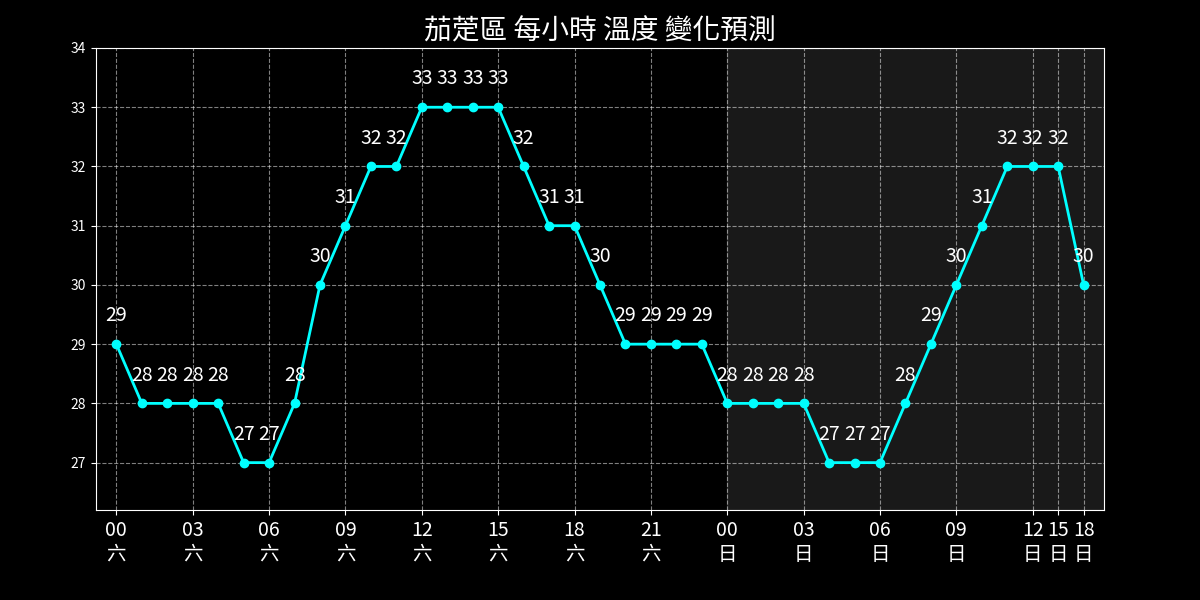 茄萣區 每小時 溫度 變化預測
34
33 33 33 33
33
32 32 32 32 32 32
32
31 31 31 31
31
30 30 30 30
30
29 29 29 29 29 29
29
28 28 28 28 28 28 28 28 28 28
28
27 27 27 27 27
27
00 03 06 09 12 15 18 21 00 03 06 09 12 15 18
六 六 六 六 六 六 六 六 日 日 日 日 日 日 日